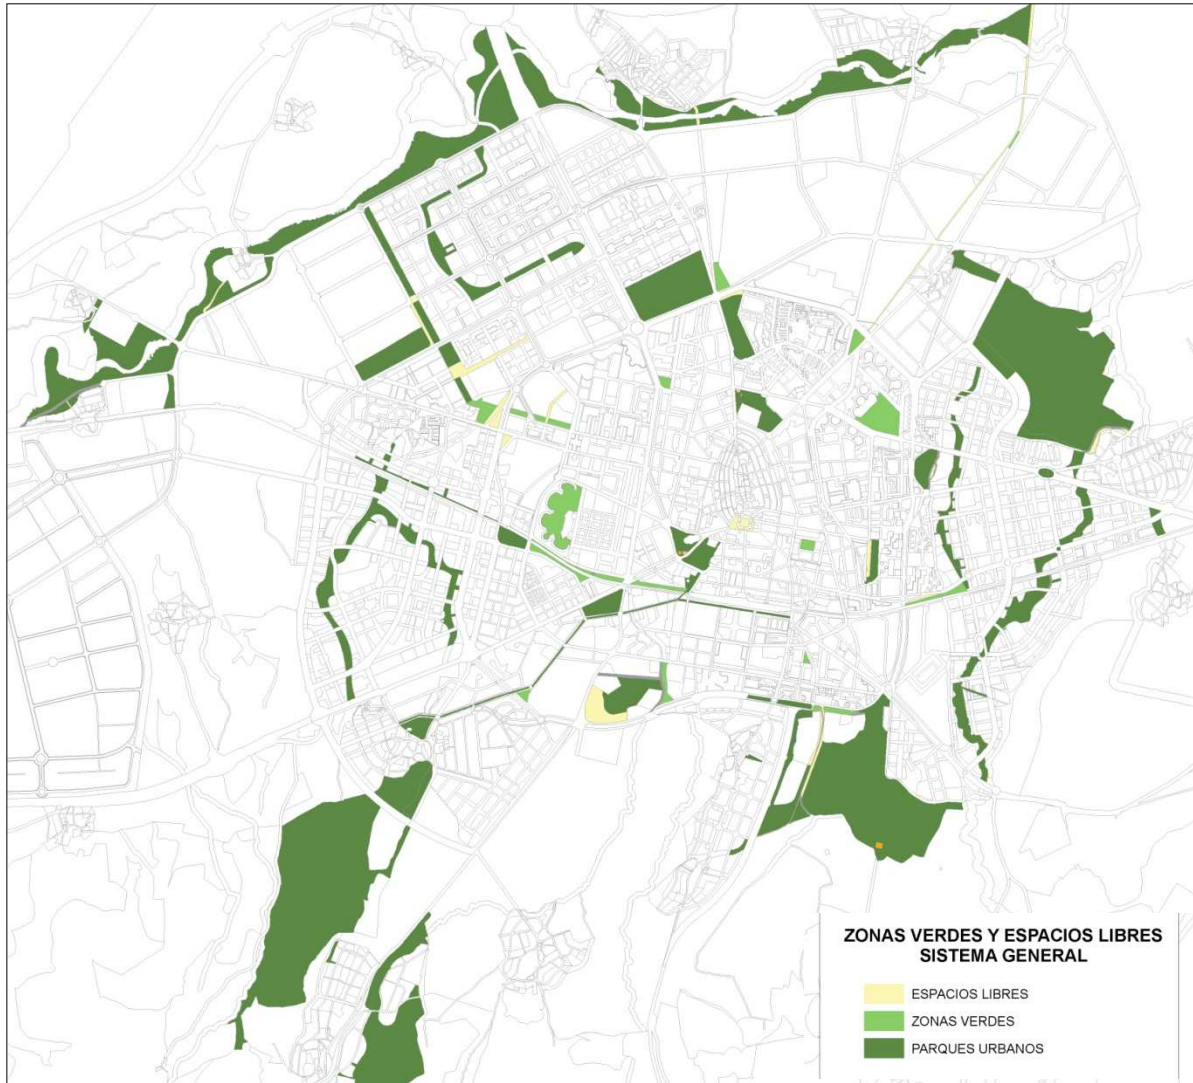 ZONAS VERDES Y ESPACIOS LIBRES
SISTEMA GENERAL
ESPACIOS LIBRES
ZONAS VERDES
PARQUES URBANOS